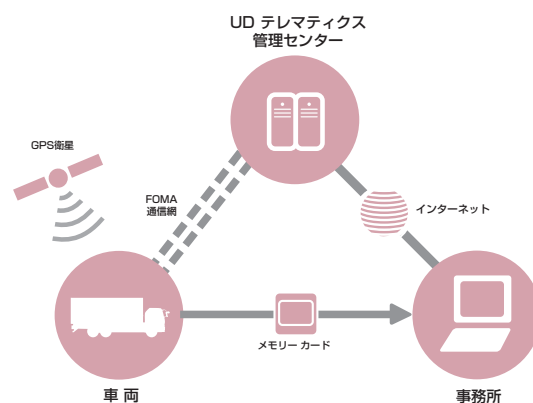 UD テレマティクス
管理センター
GPS衛星
FOMA
通信網
インターネット
メモリー カード
車 両
事務所